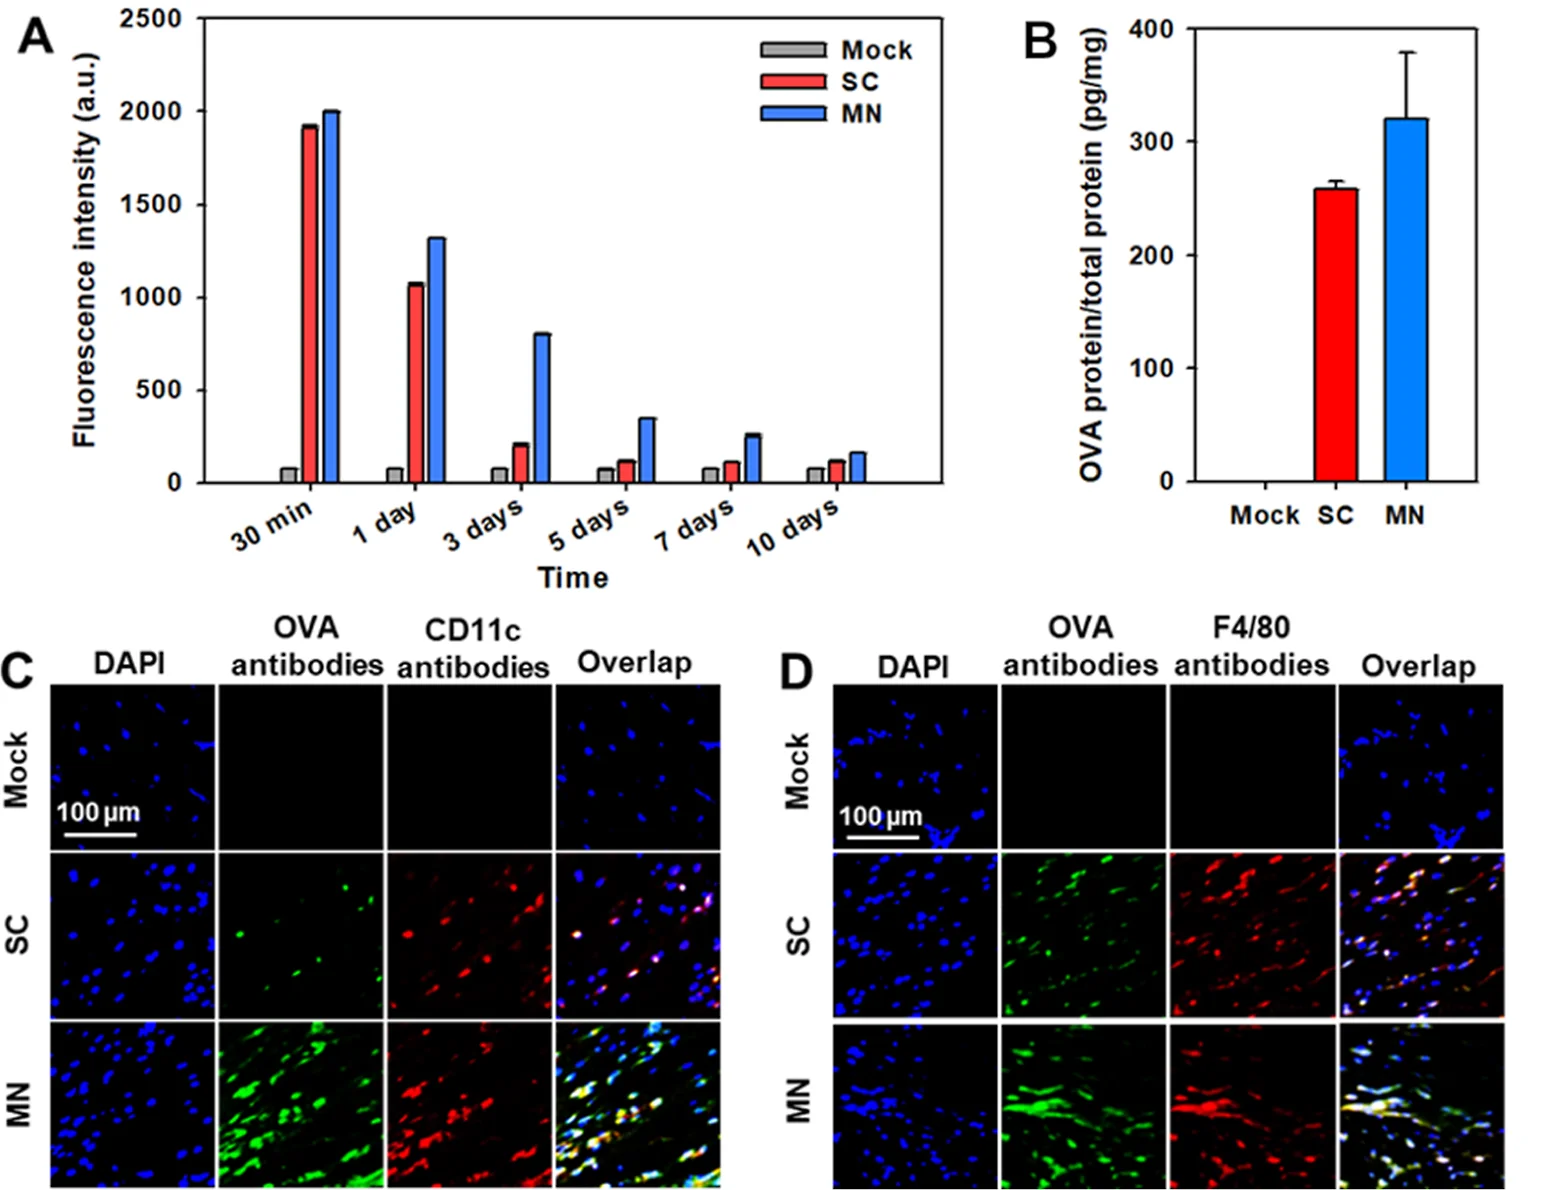 A
2500
2000
1500
1000
500
0
Fluorescence intensity (a.u.)
Mock
SC
MN
30 min
1 day
3 days
5 days
7 days
10 days
Time
B
400
300
200
100
0
OVA protein/total protein (pg/mg)
Mock SC MN
C
DAPI
OVA
antibodies
CD11c
antibodies
Overlap
Mock
100 µm
SC
MN
D
DAPI
OVA
antibodies
F4/80
antibodies
Overlap
Mock
100 µm
SC
MN